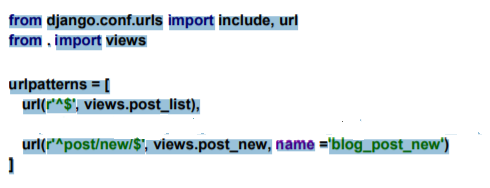 from django.conf.urls import include, url
from . import views
urlpatterns = [
url(r'^$', views.post_list),
url(r'^post/new/$', views.post_new, name ='blog_post_new')
]